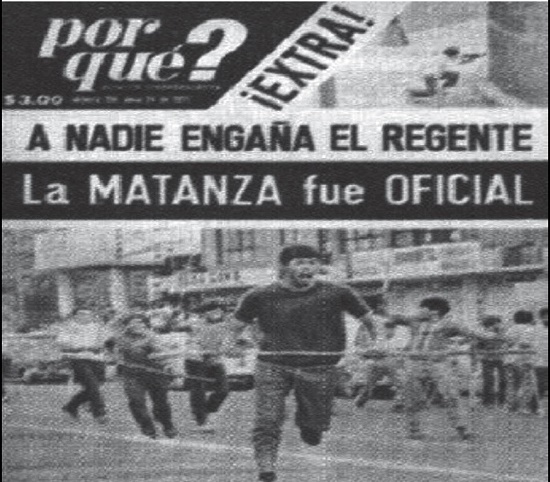 por
qué?
¡EXTRA!
$3.00
A NADIE ENGAÑA EL REGENTE
La MATANZA fue OFICIAL